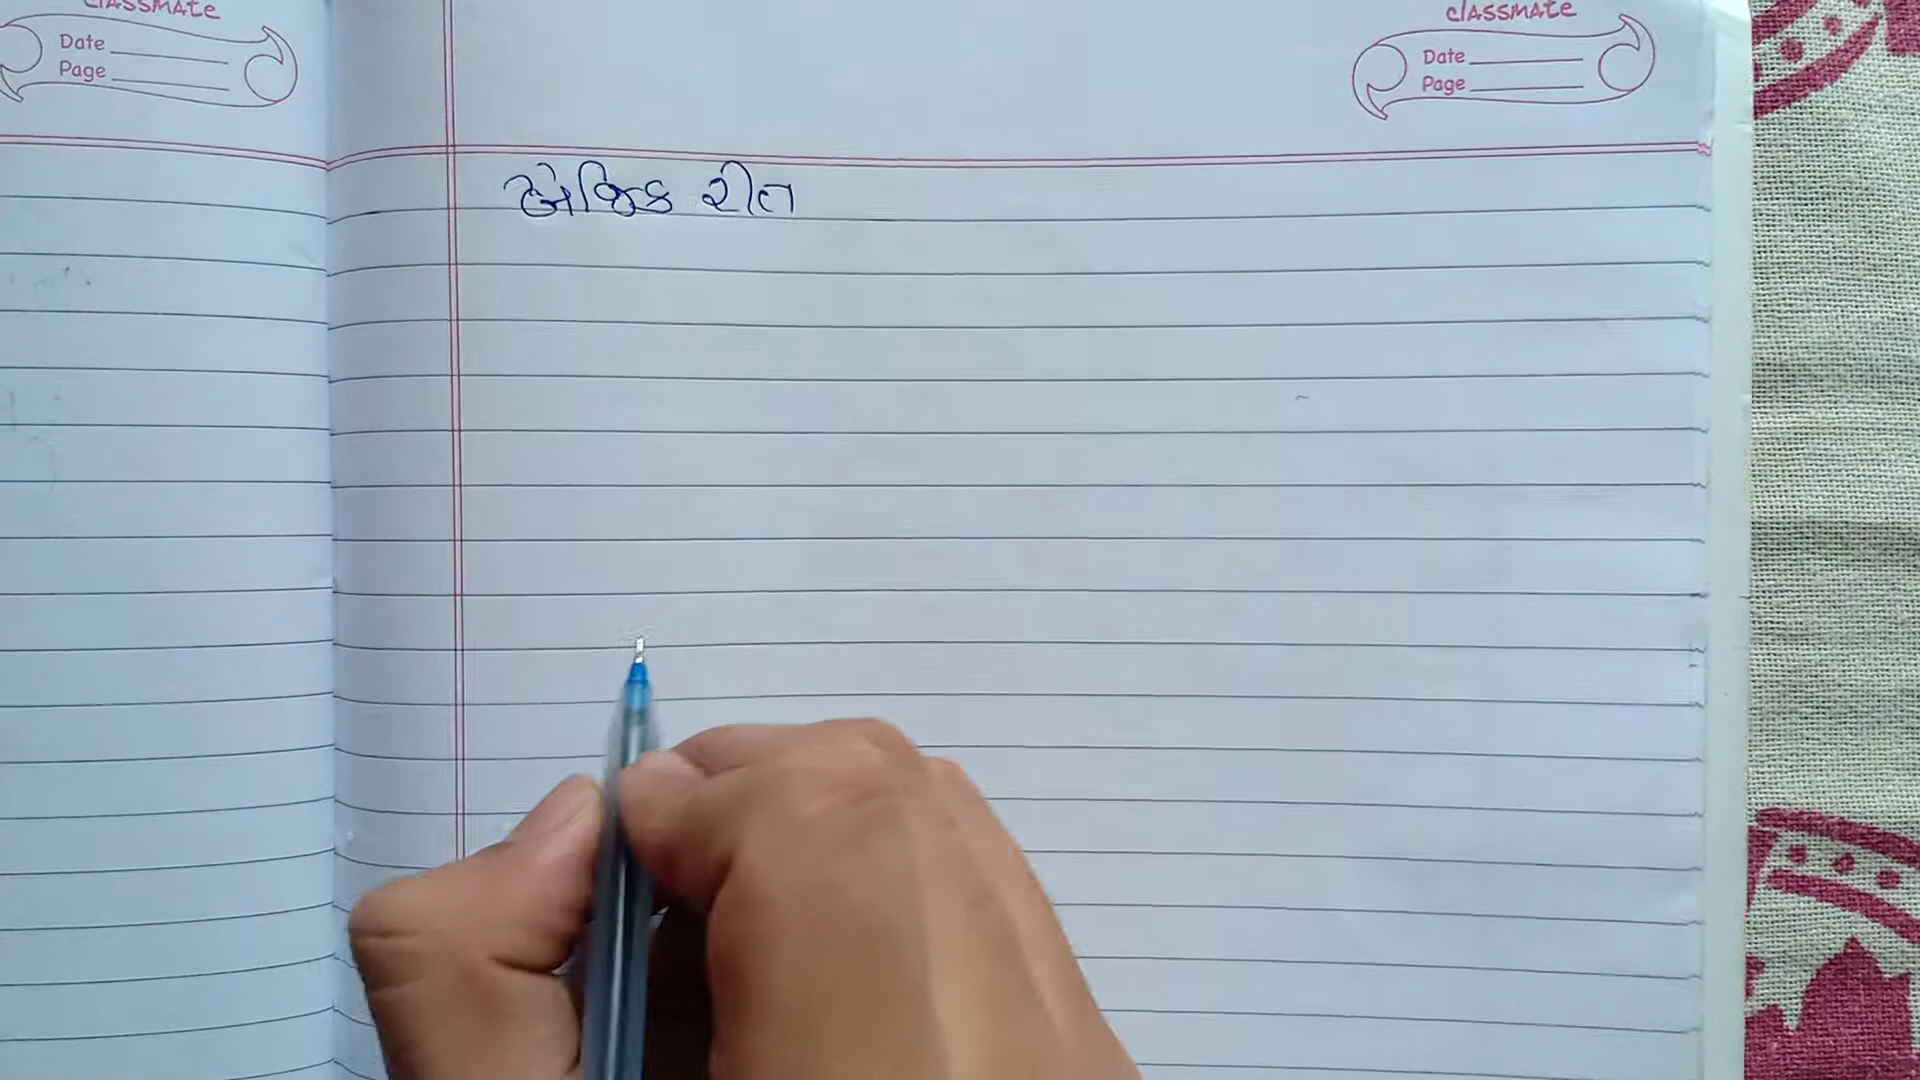 classmate
Date
Page
classmate
Date
Page
રીત